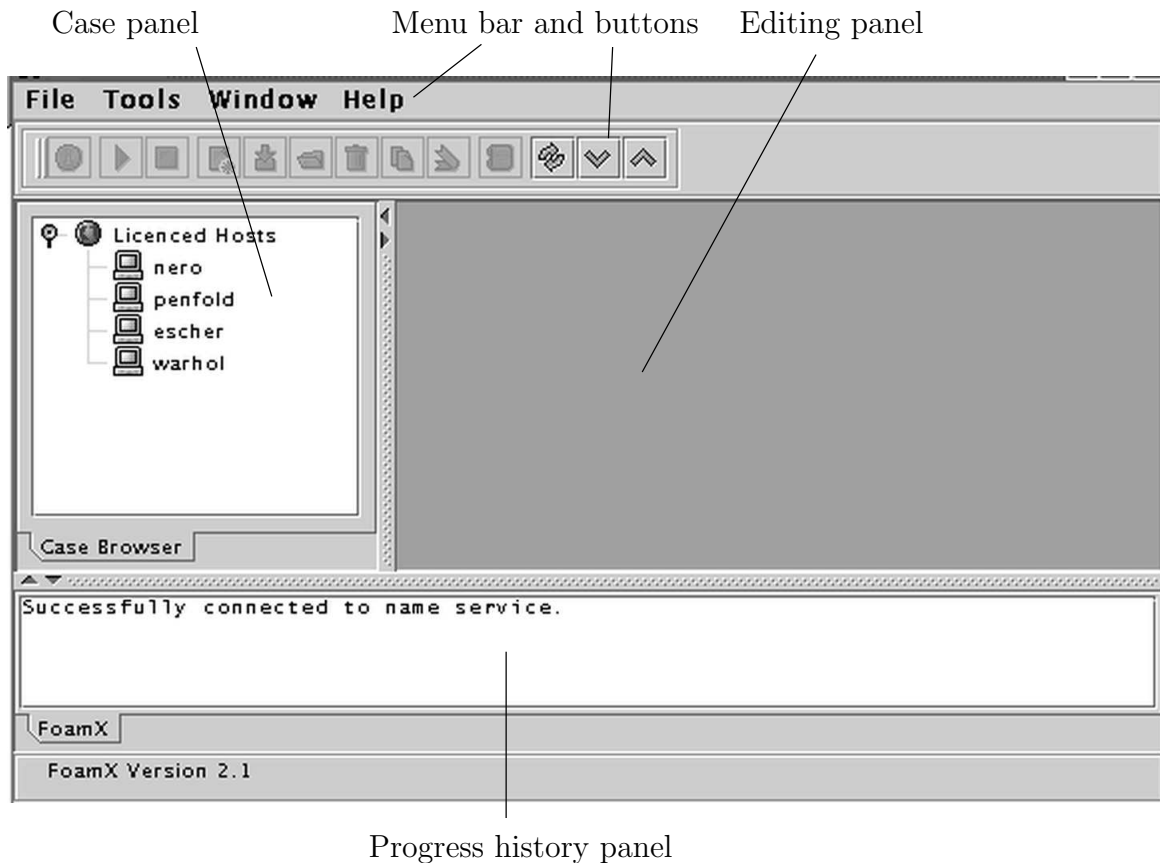 Case panel Menu bar and buttons Editing panel
File Tools Window Help
Licenced Hosts
nero
penfold
escher
warhol
Case Browser
Successfully connected to name service.
FoamX
FoamX Version 2.1
Progress history panel